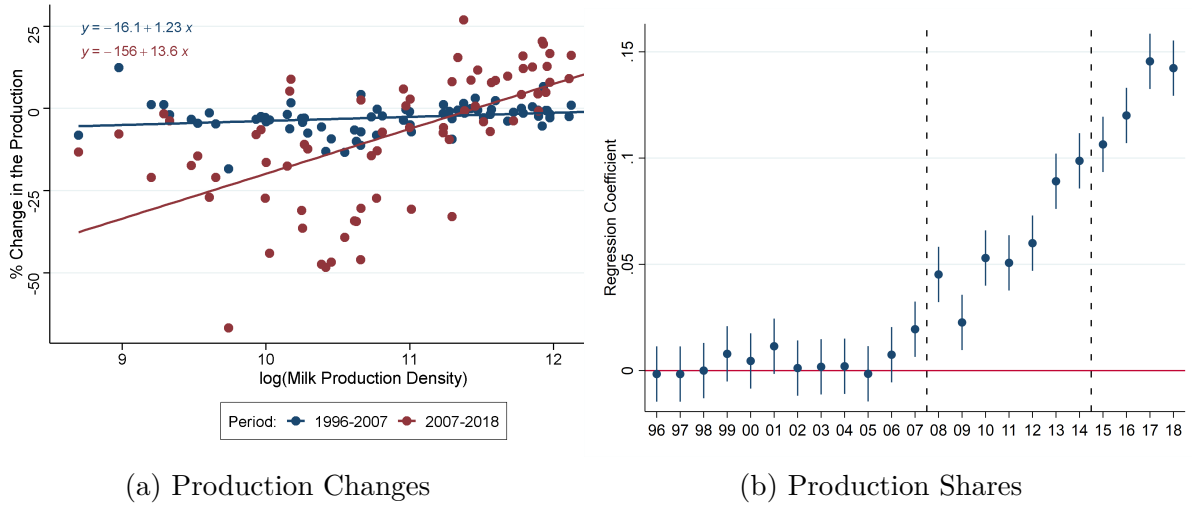 y = −16.1 + 1.23 x
y = −156 + 13.6 x
% Change in the Production
25
0
-25
-50
9
10
11
12
log(Milk Production Density)
Period:
1996-2007
2007-2018
(a) Production Changes
Regression Coefficient
.15
.1
.05
0
96 97 98 99 00 01 02 03 04 05 06 07 08 09 10 11 12 13 14 15 16 17 18
(b) Production Shares